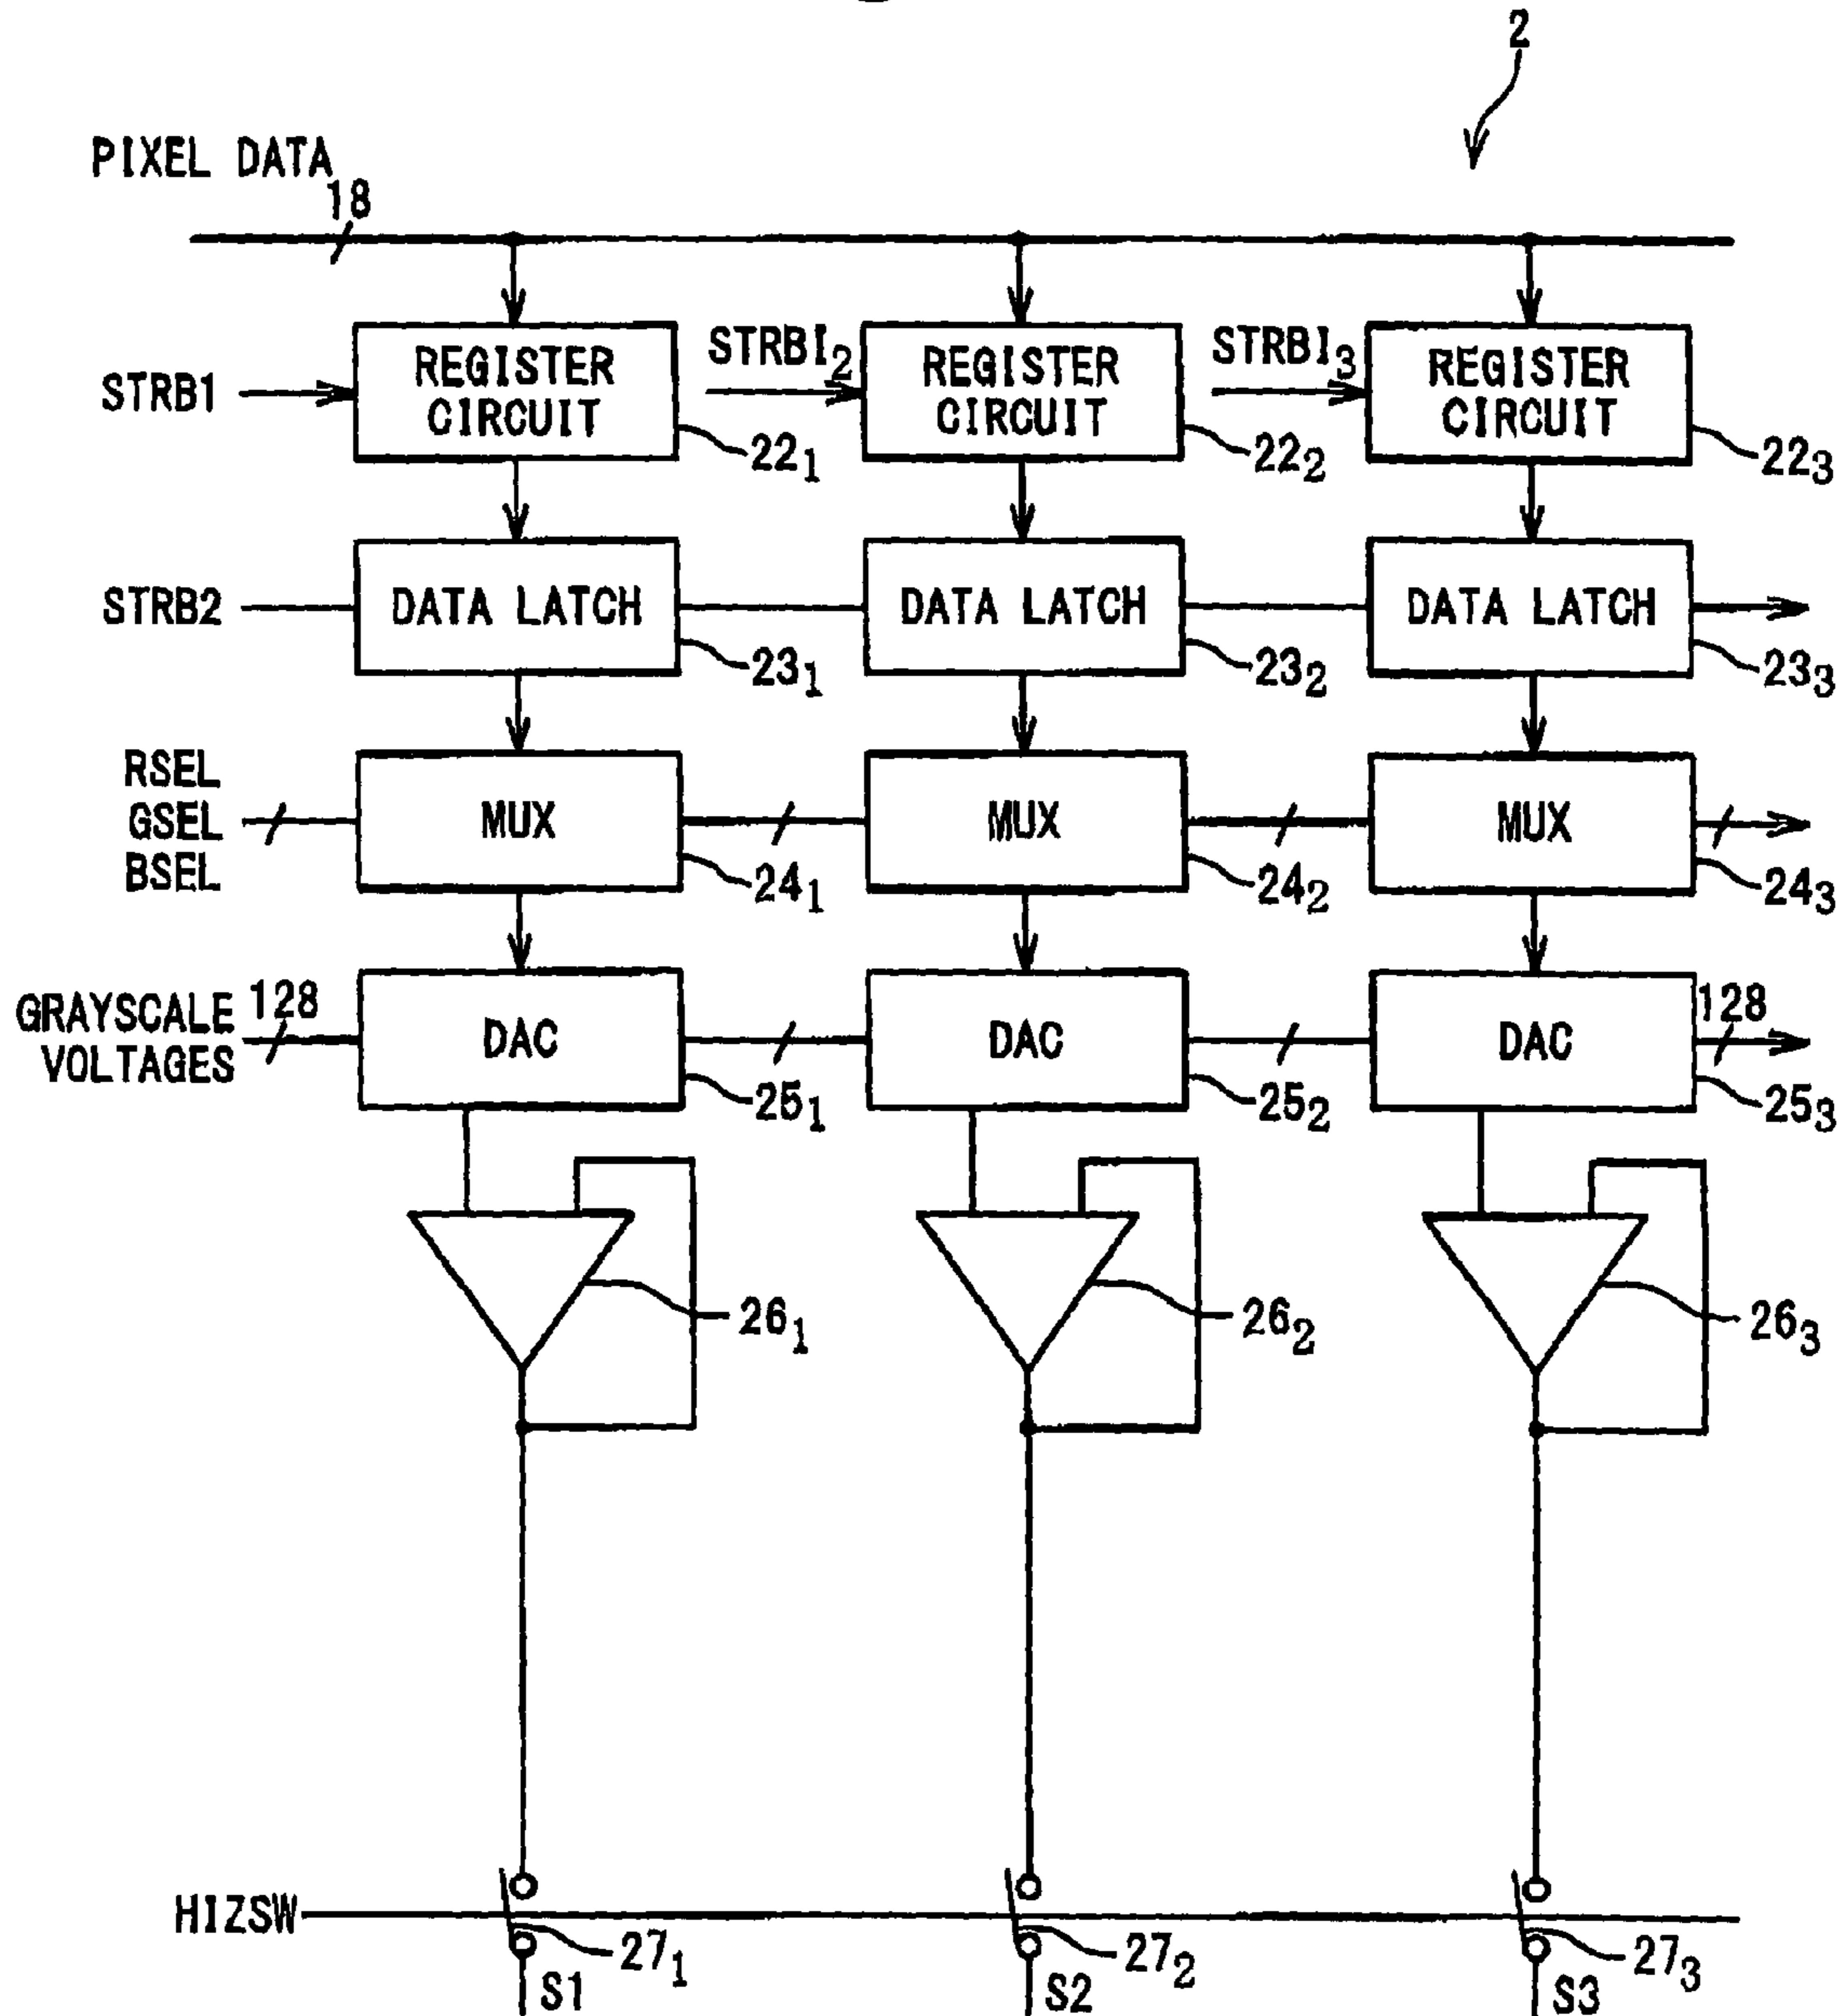 2
PIXEL DATA
18
STRB1
REGISTER CIRCUIT
22₁
STRBI₂
REGISTER CIRCUIT
22₂
STRBI₃
REGISTER CIRCUIT
22₃
STRB2
DATA LATCH
23₁
DATA LATCH
23₂
DATA LATCH
23₃
RSEL
GSEL
BSEL
MUX
24₁
MUX
24₂
MUX
24₃
GRAYSCALE VOLTAGES
128
DAC
25₁
DAC
25₂
DAC
128
25₃
26₁
26₂
26₃
HIZSW
27₁
27₂
27₃
S1
S2
S3